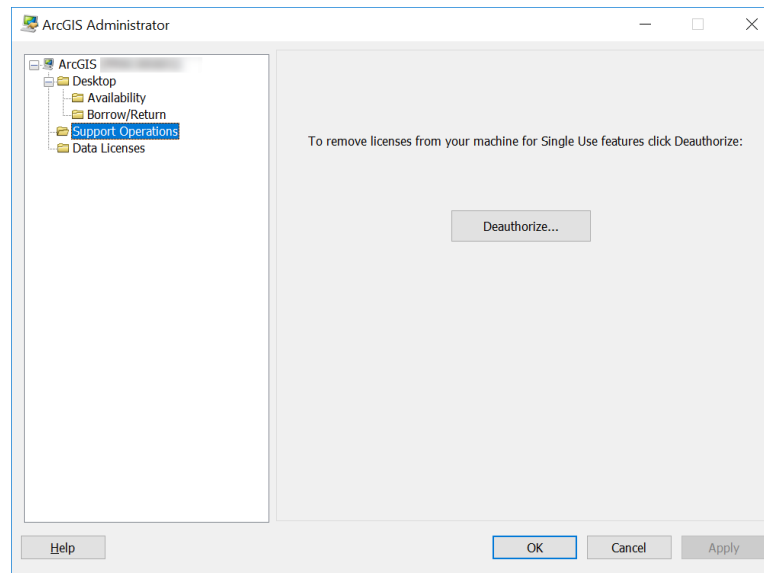 ArcGIS Administrator
ArcGIS
Desktop
Availability
Borrow/Return
Support Operations
Data Licenses
To remove licenses from your machine for Single Use features click Deauthorize:
Deauthorize...
Help
OK
Cancel
Apply